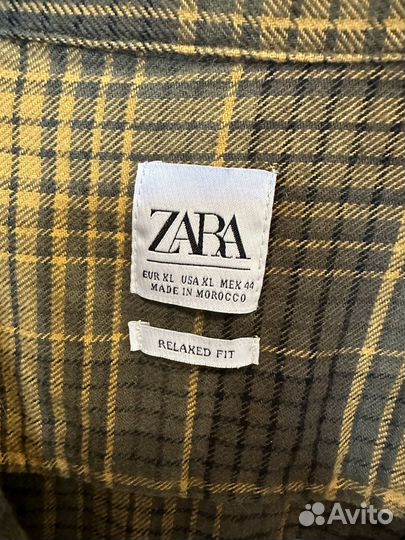 ZARA
EUR XL USA XL MEX 44
MADE IN MOROCCO
RELAXED FIT
Avito